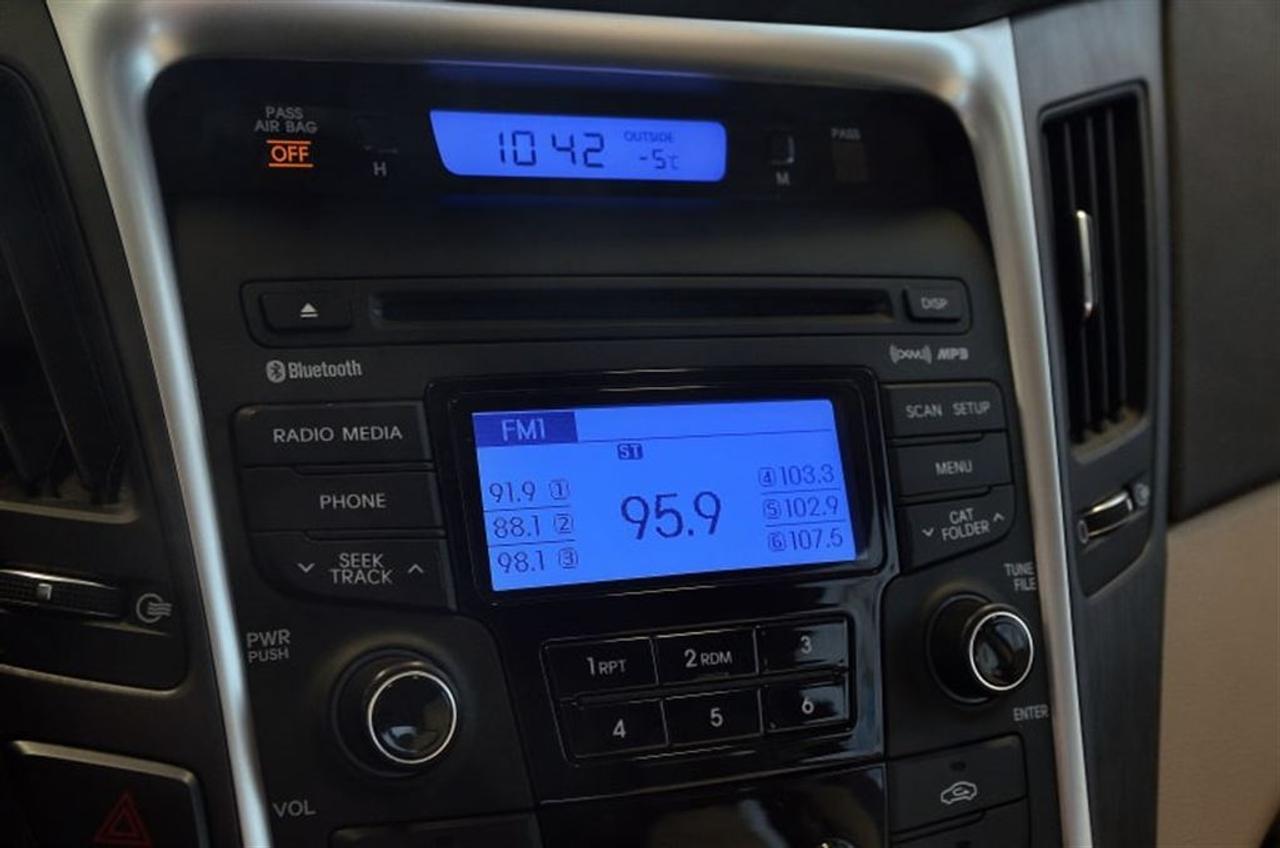 PASS
AIR BAG
OFF
H
10 42
OUTSIDE
-5℃
M
PASS
DISP
Bluetooth
((XM)) MP3
RADIO MEDIA
PHONE
SEEK
TRACK
FM1
ST
91.9 ①
88.1 ②
98.1 ③
95.9
④ 103.3
⑤ 102.9
⑥ 107.5
SCAN SETUP
MENU
CAT
FOLDER
TUNE
FILE
PWR
PUSH
1 RPT
2 RDM
3
4
5
6
ENTER
VOL